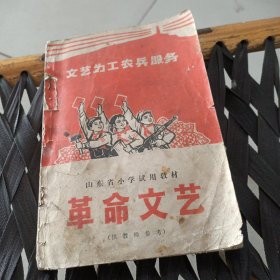 文艺为工农兵服务
山东省小学试用教材
革命文艺
(供教师参考)